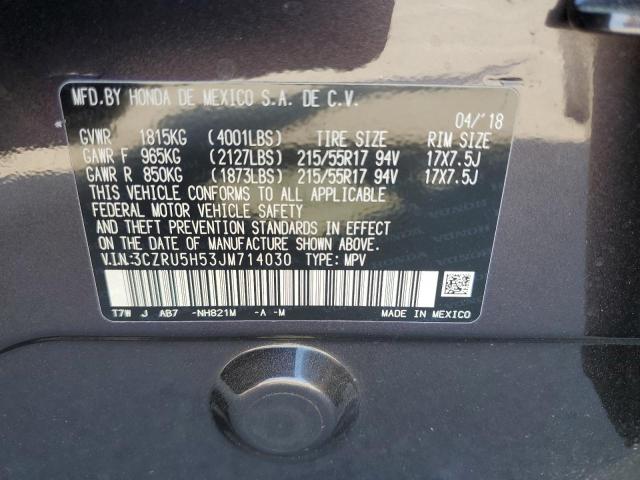 MFD.BY HONDA DE MEXICO S.A. DE C.V.
04/'18
GVWR 1815KG (4001LBS) TIRE SIZE RIM SIZE
GAWR F 965KG (2127LBS) 215/55R17 94V 17X7.5J
GAWR R 850KG (1873LBS) 215/55R17 94V 17X7.5J
THIS VEHICLE CONFORMS TO ALL APPLICABLE
FEDERAL MOTOR VEHICLE SAFETY
AND THEFT PREVENTION STANDARDS IN EFFECT
ON THE DATE OF MANUFACTURE SHOWN ABOVE.
V.I.N:3CZRU5H53JM714030 TYPE: MPV
T7W J AB7 -NH821M -A -M MADE IN MEXICO